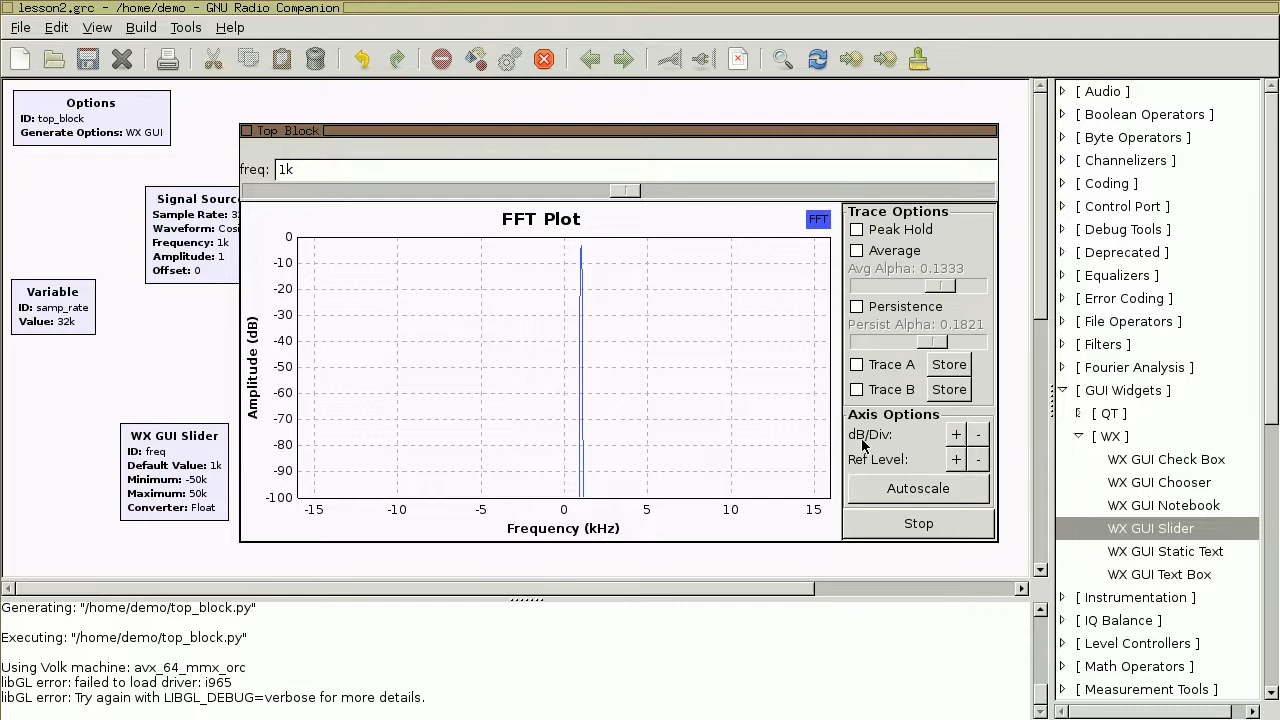 lesson2.grc - /home/demo - GNU Radio Companion
File Edit View Build Tools Help
Options
ID: top_block
Generate Options: WX GUI
Signal Sourc
Sample Rate: 3
Waveform: Cos
Frequency: 1k
Amplitude: 1
Offset: 0
Variable
ID: samp_rate
Value: 32k
WX GUI Slider
ID: freq
Default Value: 1k
Minimum: -50k
Maximum: 50k
Converter: Float
Top Block
freq: 1k
FFT Plot
FFT
0
-10
-20
-30
-40
-50
-60
-70
-80
-90
-100
Amplitude (dB)
-15 -10 -5 0 5 10 15
Frequency (kHz)
Trace Options
Peak Hold
Average
Avg Alpha: 0.1333
Persistence
Persist Alpha: 0.1821
Trace A Store
Trace B Store
Axis Options
dB/Div: + -
Ref Level: + -
Autoscale
Stop
[ Audio ]
[ Boolean Operators ]
[ Byte Operators ]
[ Channelizers ]
[ Coding ]
[ Control Port ]
[ Debug Tools ]
[ Deprecated ]
[ Equalizers ]
[ Error Coding ]
[ File Operators ]
[ Filters ]
[ Fourier Analysis ]
[ GUI Widgets ]
[ QT ]
[ WX ]
WX GUI Check Box
WX GUI Chooser
WX GUI Notebook
WX GUI Slider
WX GUI Static Text
WX GUI Text Box
[ Instrumentation ]
[ IQ Balance ]
[ Level Controllers ]
[ Math Operators ]
[ Measurement Tools ]
Generating: "/home/demo/top_block.py"
Executing: "/home/demo/top_block.py"
Using Volk machine: avx_64_mmx_orc
libGL error: failed to load driver: i965
libGL error: Try again with LIBGL_DEBUG=verbose for more details.